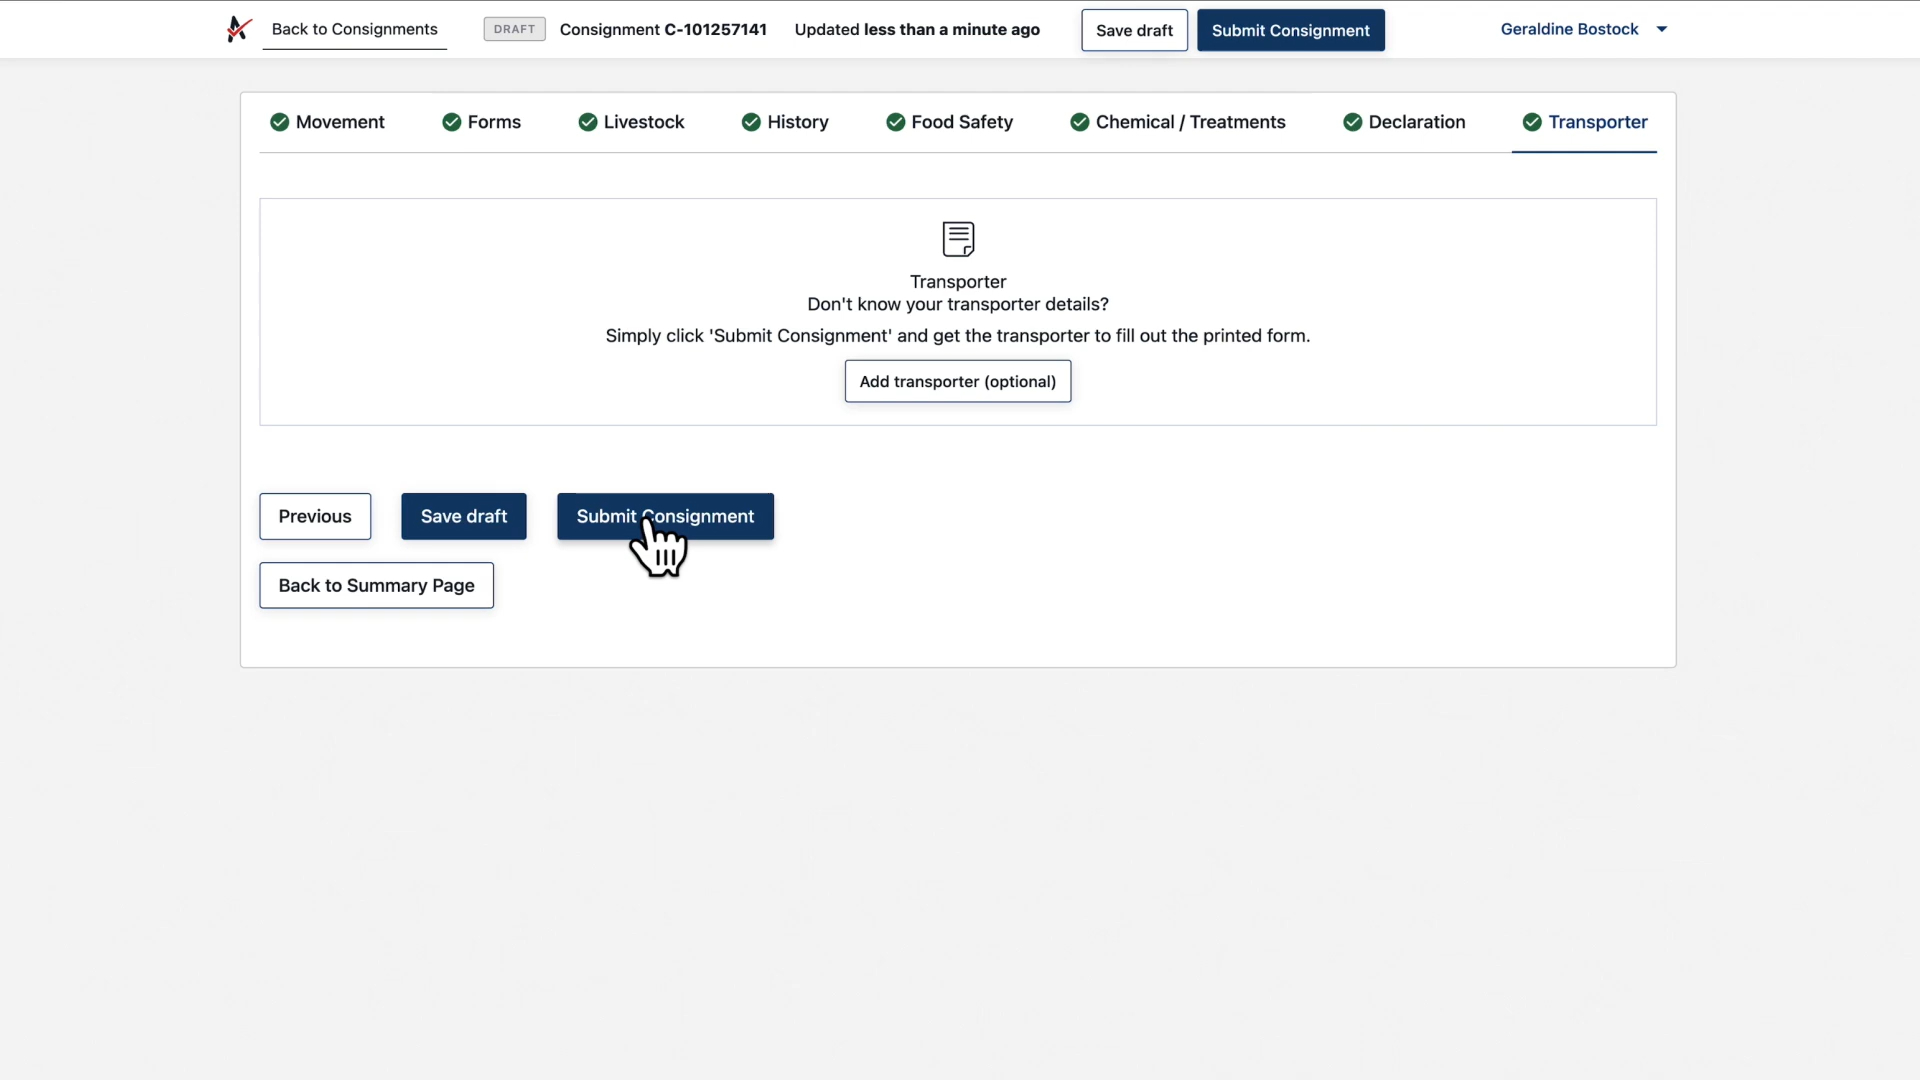 Back to Consignments DRAFT Consignment C-101257141 Updated less than a minute ago Save draft Submit Consignment Geraldine Bostock
Movement Forms Livestock History Food Safety Chemical / Treatments Declaration Transporter
Transporter
Don't know your transporter details?
Simply click 'Submit Consignment' and get the transporter to fill out the printed form.
Add transporter (optional)
Previous Save draft Submit Consignment
Back to Summary Page